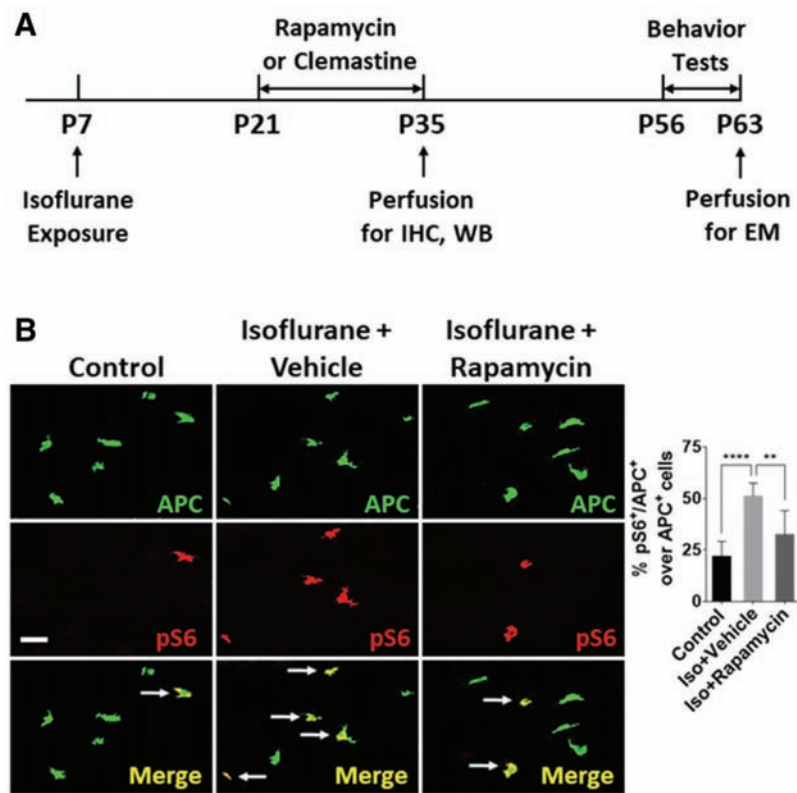 A
Rapamycin
or Clemastine
Behavior
Tests
P7
P21
P35
P56
P63
Isoflurane
Exposure
Perfusion
for IHC, WB
Perfusion
for EM
B
Control
Isoflurane +
Vehicle
Isoflurane +
Rapamycin
APC
APC
APC
pS6
pS6
pS6
Merge
Merge
Merge
% pS6⁺/APC⁺
over APC⁺ cells
75
50
25
0
****
**
Control
Iso+Vehicle
Iso+Rapamycin